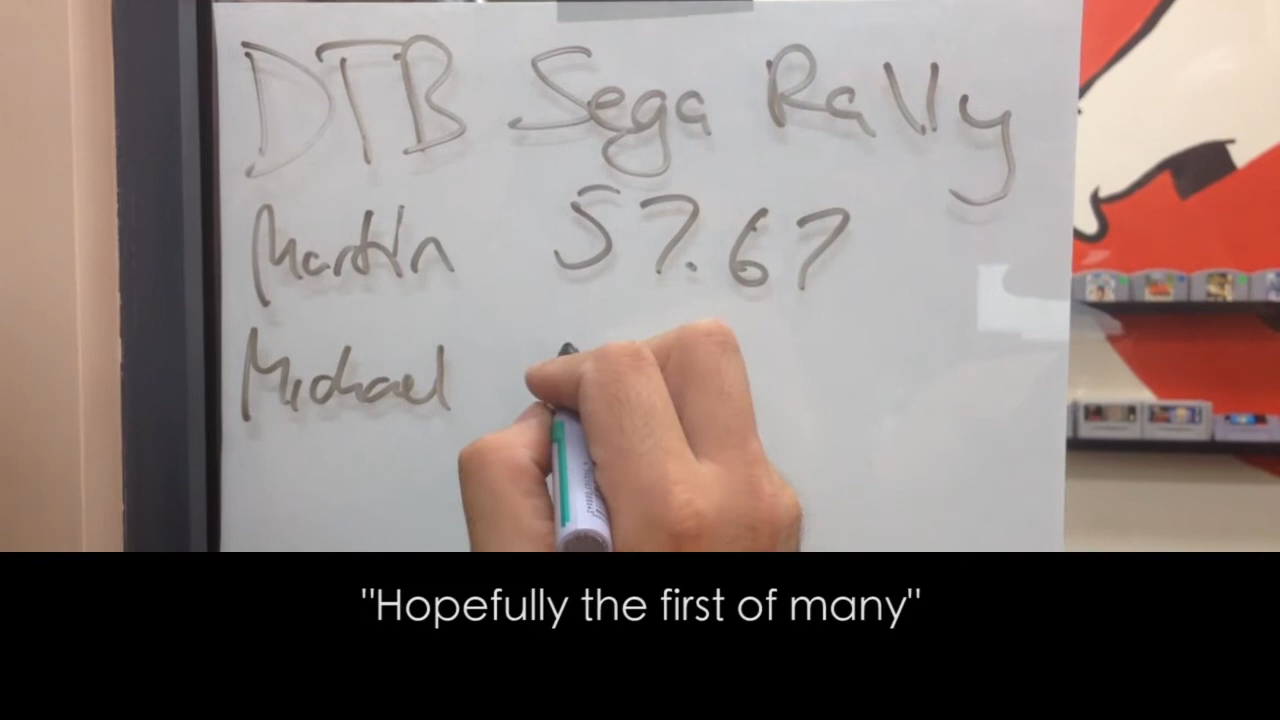 DTB Sega Rally
Martin 57.67
Michael
"Hopefully the first of many"